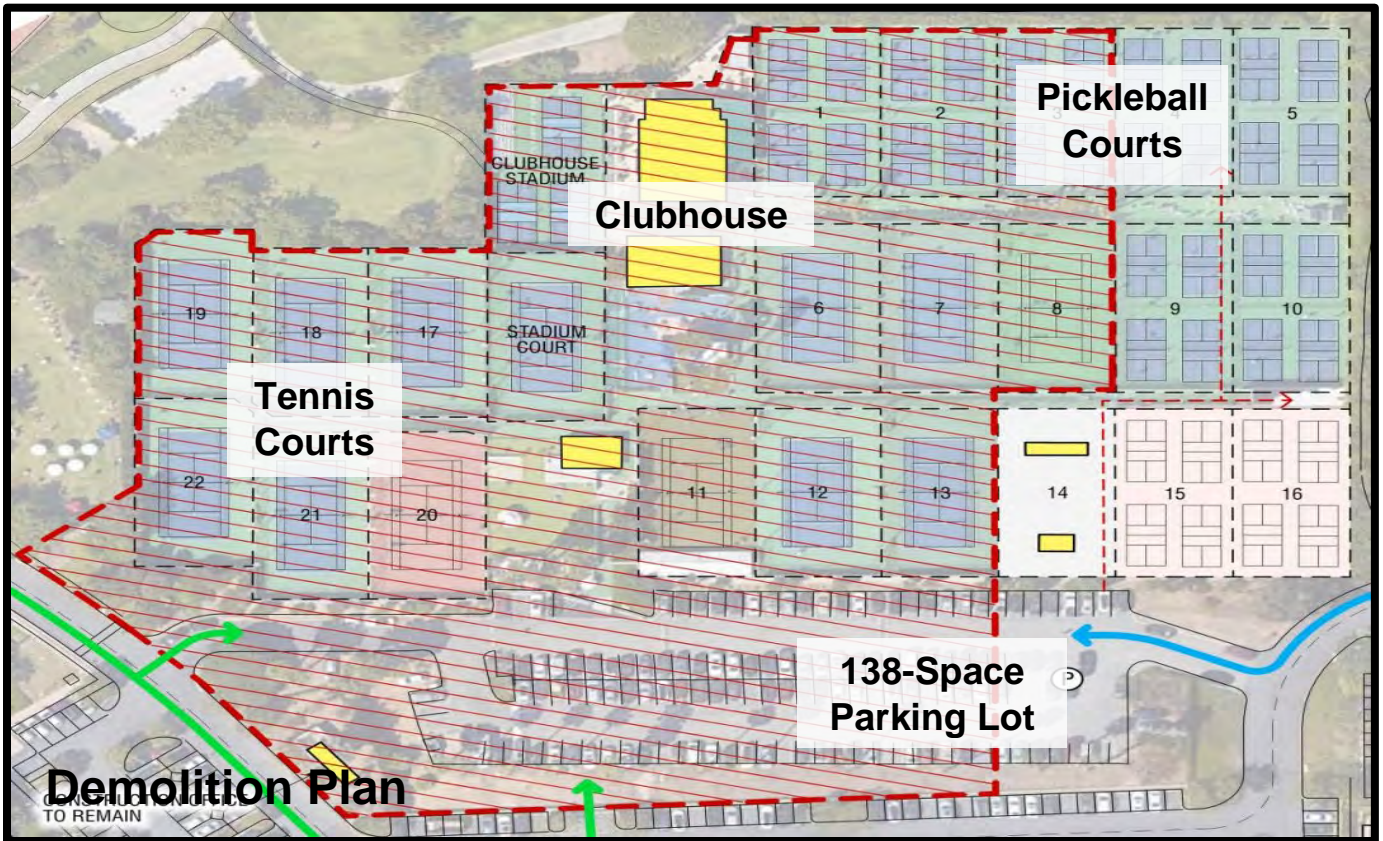 1
2
3
4
5
Pickleball
Courts
CLUBHOUSE
STADIUM
Clubhouse
19
18
17
STADIUM
COURT
6
7
8
9
10
Tennis
Courts
22
21
20
11
12
13
14
15
16
138-Space
Parking Lot
P
Demolition Plan
CONSTRUCTION OFFICE
TO REMAIN